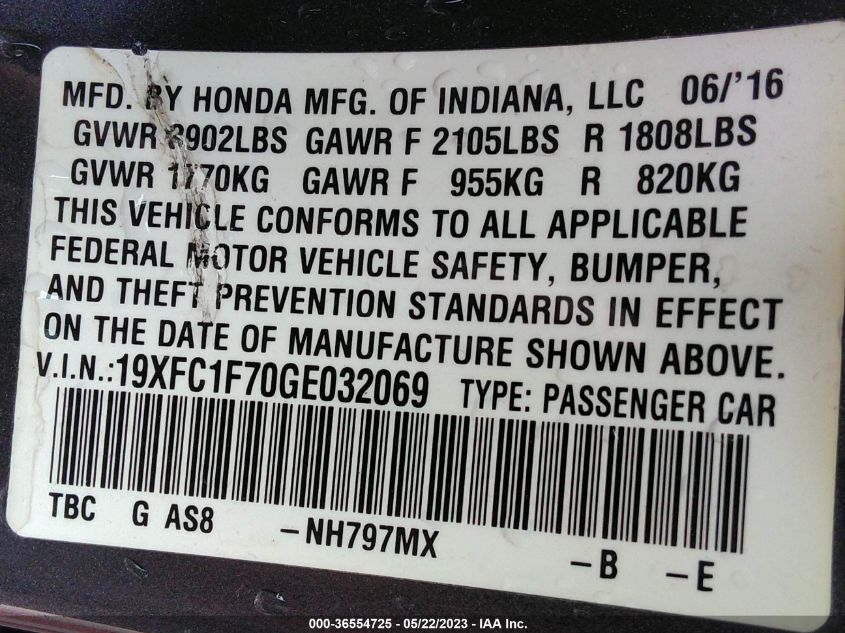 MFD. BY HONDA MFG. OF INDIANA, LLC 06/'16
GVWR 3902LBS GAWR F 2105LBS R 1808LBS
GVWR 1770KG GAWR F 955KG R 820KG
THIS VEHICLE CONFORMS TO ALL APPLICABLE
FEDERAL MOTOR VEHICLE SAFETY, BUMPER,
AND THEFT PREVENTION STANDARDS IN EFFECT
ON THE DATE OF MANUFACTURE SHOWN ABOVE.
V.I.N.:19XFC1F70GE032069 TYPE: PASSENGER CAR
TBC G AS8 -NH797MX -B -E
000-36554725 - 05/22/2023 - IAA Inc.